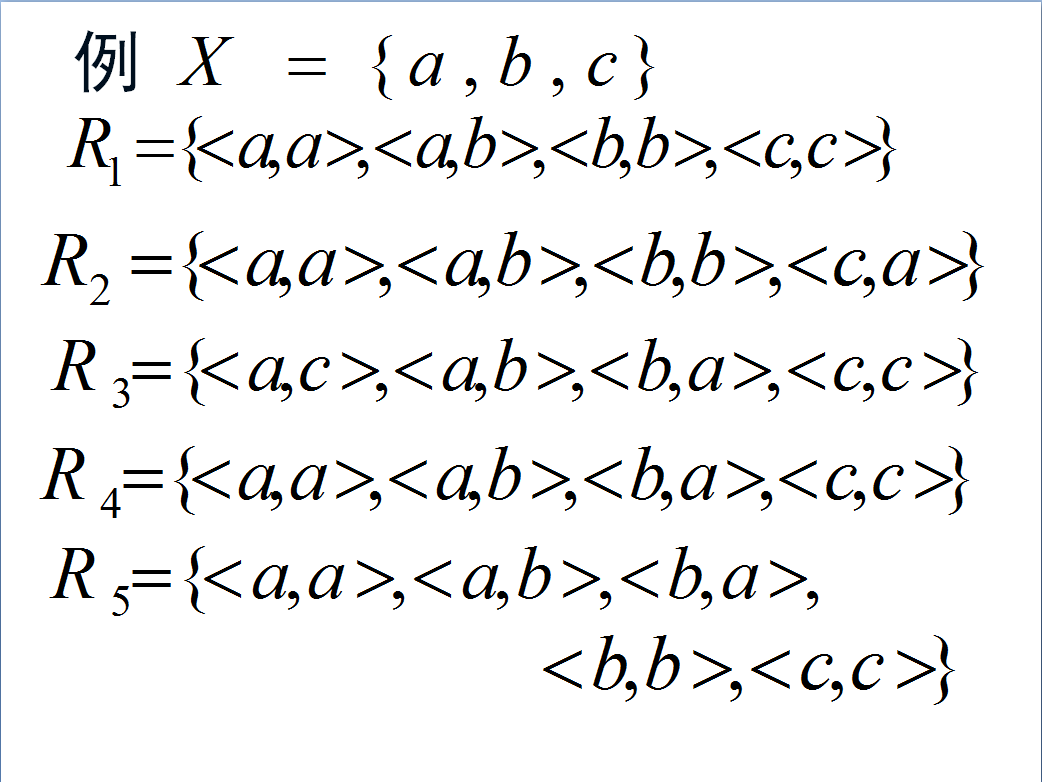 例 X = {a,b,c}
R₁={<a,a>,<a,b>,<b,b>,<c,c>}
R₂={<a,a>,<a,b>,<b,b>,<c,a>}
R₃={<a,c>,<a,b>,<b,a>,<c,c>}
R₄={<a,a>,<a,b>,<b,a>,<c,c>}
R₅={<a,a>,<a,b>,<b,a>,
<b,b>,<c,c>}